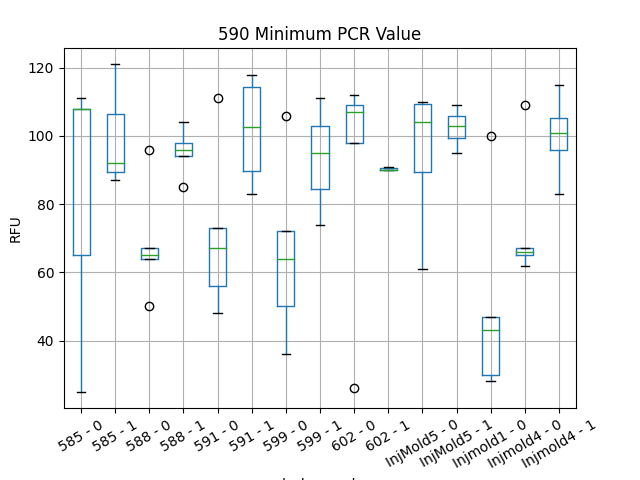 590 Minimum PCR Value
RFU
120
100
80
60
40
585 - 0
585 - 1
588 - 0
588 - 1
591 - 0
591 - 1
599 - 0
599 - 1
602 - 0
602 - 1
InjMold5 - 0
InjMold5 - 1
Injmold1 - 0
Injmold4 - 0
Injmold4 - 1